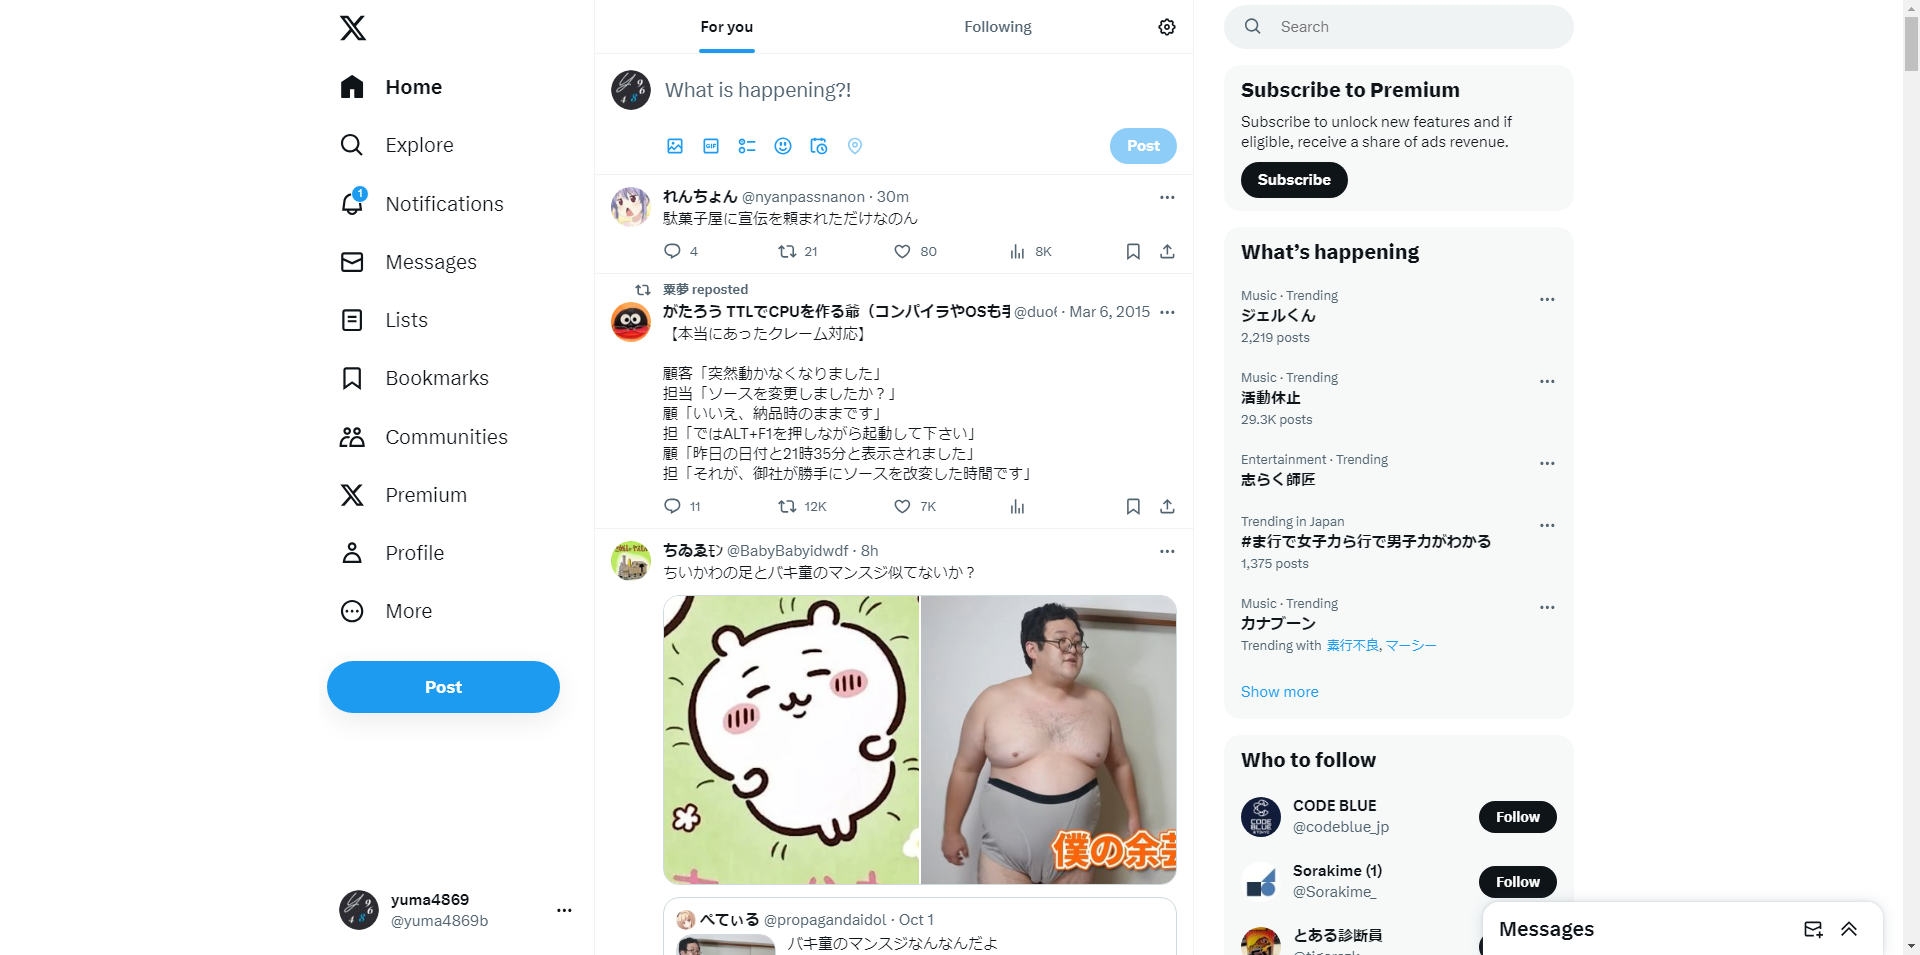 Home
Explore
1
Notifications
Messages
Lists
Bookmarks
Communities
Premium
Profile
More
Post
yuma4869
@yuma4869b
For you
Following
What is happening?!
GIF
Post
れんちょん @nyanpassnanon · 30m
駄菓子屋に宣伝を頼まれただけなのん
4 21 80 8K
粟夢 reposted
がたろう TTLでCPUを作る爺（コンパイラやOSも手 @duo6 · Mar 6, 2015
【本当にあったクレーム対応】
顧客「突然動かなくなりました」
担当「ソースを変更しましたか？」
顧「いいえ、納品時のままです」
担「ではALT+F1を押しながら起動して下さい」
顧「昨日の日付と21時35分と表示されました」
担「それが、御社が勝手にソースを改変した時間です」
11 12K 7K
ちゐゑﾓﾝ @BabyBabyidwdf · 8h
ちいかわの足とバキ童のマンスジ似てないか？
僕の余芸
ぺてぃる @propagandaidol · Oct 1
バキ童のマンスジなんなんだよ
Search
Subscribe to Premium
Subscribe to unlock new features and if
eligible, receive a share of ads revenue.
Subscribe
What’s happening
Music · Trending
ジェルくん
2,219 posts
Music · Trending
活動休止
29.3K posts
Entertainment · Trending
志らく師匠
Trending in Japan
#ま行で女子力ら行で男子力がわかる
1,375 posts
Music · Trending
カナブーン
Trending with 素行不良, マーシー
Show more
Who to follow
CODE BLUE
@codeblue_jp
Follow
Sorakime (1)
@Sorakime_
Follow
とある診断員
Messages